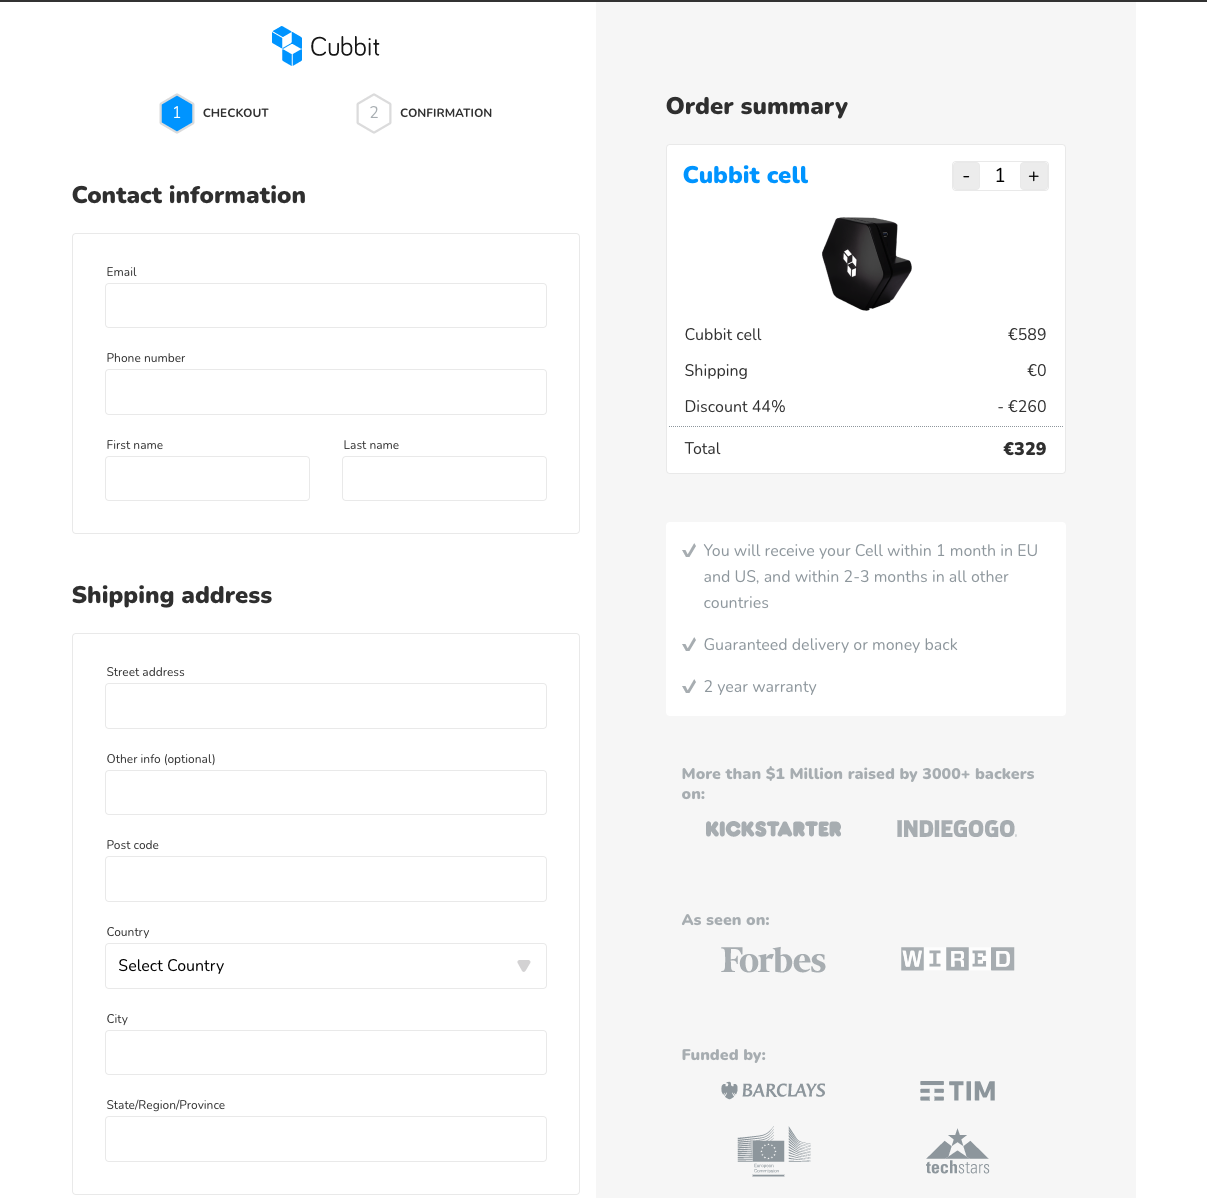 Cubbit
1 CHECKOUT
2 CONFIRMATION
Contact information
Email
Phone number
First name
Last name
Shipping address
Street address
Other info (optional)
Post code
Country
Select Country
City
State/Region/Province
Order summary
Cubbit cell
- 1 +
Cubbit cell €589
Shipping €0
Discount 44% - €260
Total €329
You will receive your Cell within 1 month in EU
and US, and within 2-3 months in all other
countries
Guaranteed delivery or money back
2 year warranty
More than $1 Million raised by 3000+ backers
on:
KICKSTARTER
INDIEGOGO
As seen on:
Forbes
WIRED
Funded by:
BARCLAYS
TIM
European
Commission
techstars